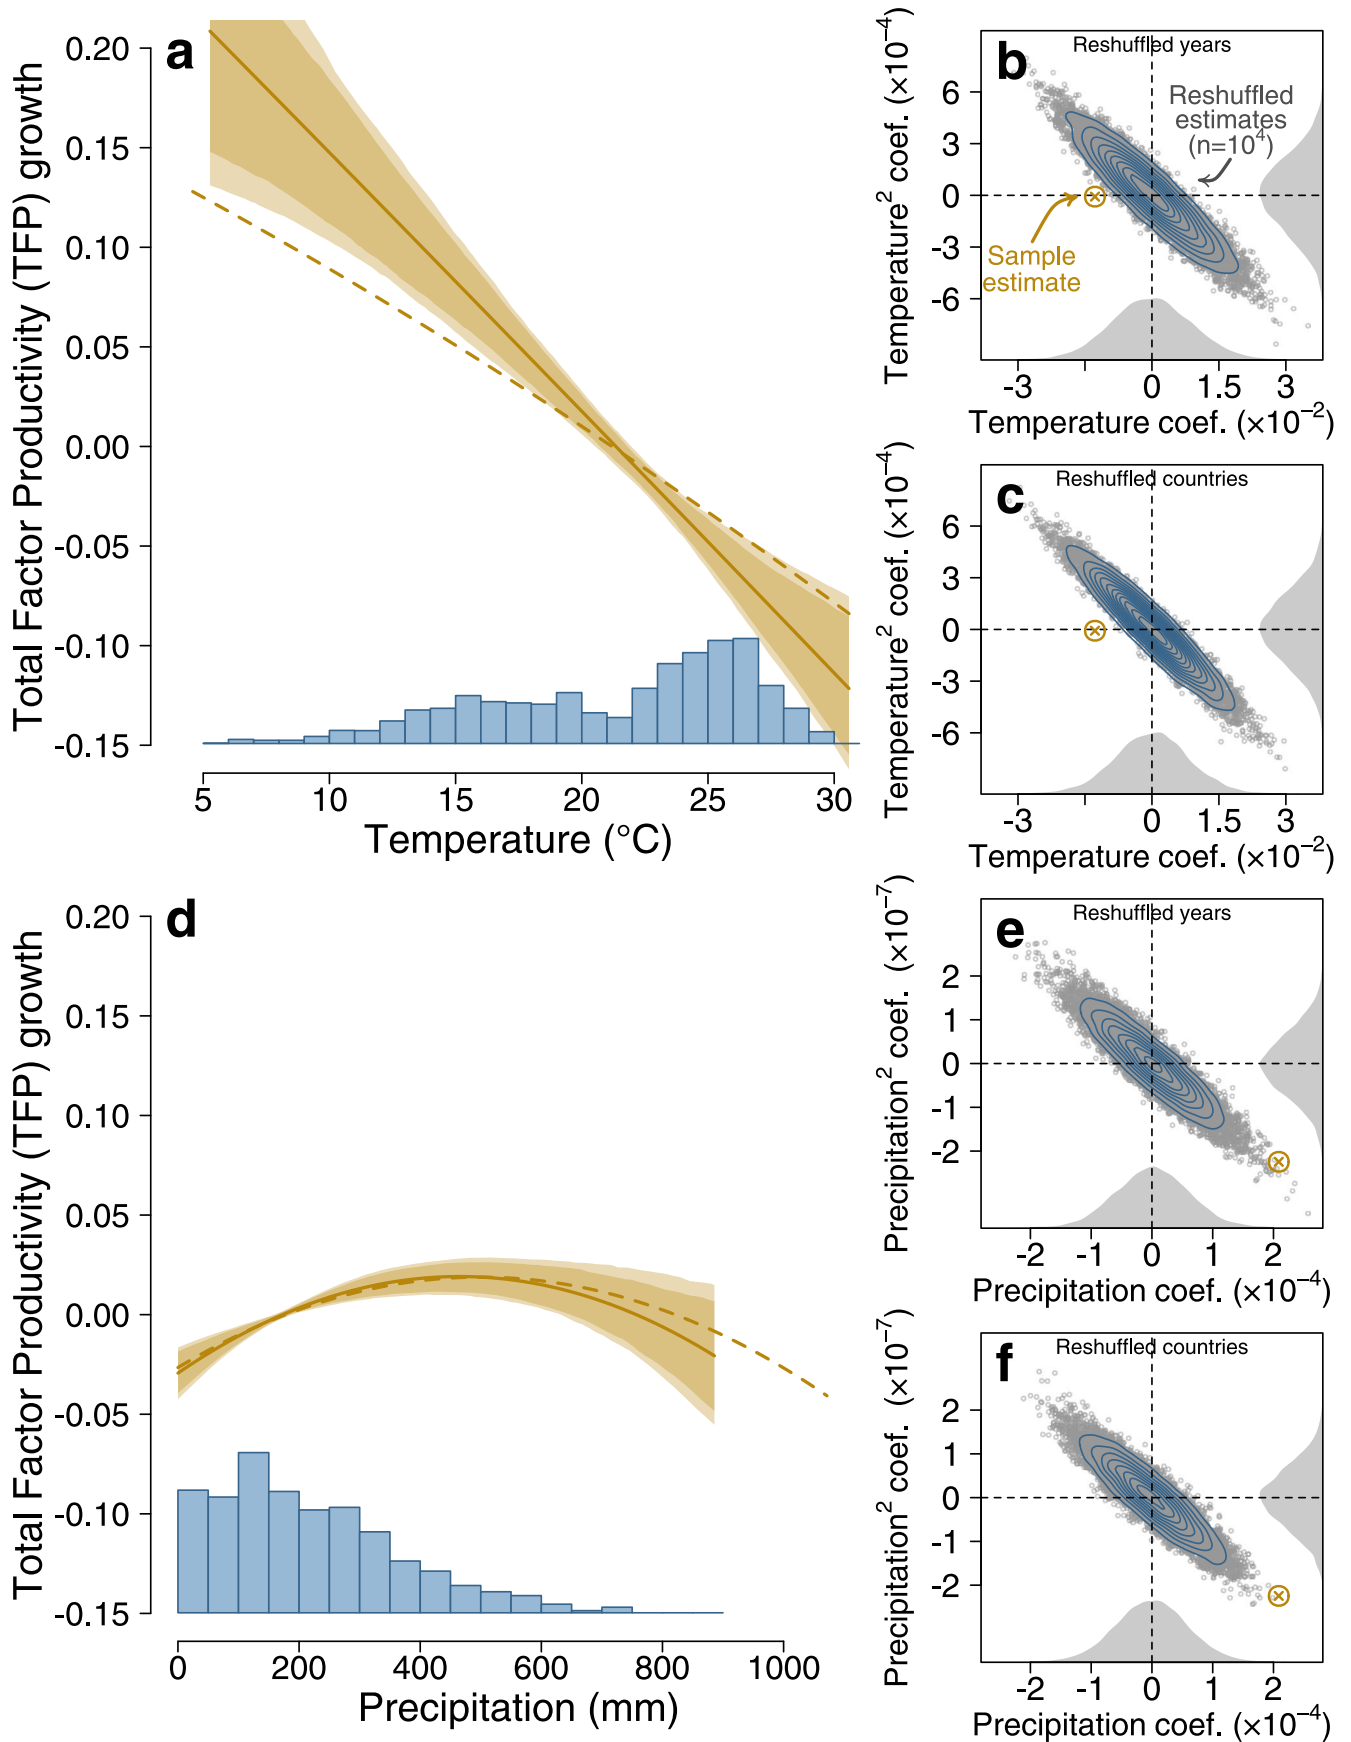 a
Total Factor Productivity (TFP) growth
0.20
0.15
0.10
0.05
0.00
-0.05
-0.10
-0.15
5
10
15
20
25
30
Temperature (°C)
b
Reshuffled years
Reshuffled
estimates
(n=10⁴)
Sample
estimate
Temperature² coef. (×10⁻⁴)
6
3
0
-3
-6
-3
0
1.5
3
Temperature coef. (×10⁻²)
c
Reshuffled countries
Temperature² coef. (×10⁻⁴)
6
3
0
-3
-6
-3
0
1.5
3
Temperature coef. (×10⁻²)
d
Total Factor Productivity (TFP) growth
0.20
0.15
0.10
0.05
0.00
-0.05
-0.10
-0.15
0
200
400
600
800
1000
Precipitation (mm)
e
Reshuffled years
Precipitation² coef. (×10⁻⁷)
2
1
0
-1
-2
-2
-1
0
1
2
Precipitation coef. (×10⁻⁴)
f
Reshuffled countries
Precipitation² coef. (×10⁻⁷)
2
1
0
-1
-2
-2
-1
0
1
2
Precipitation coef. (×10⁻⁴)